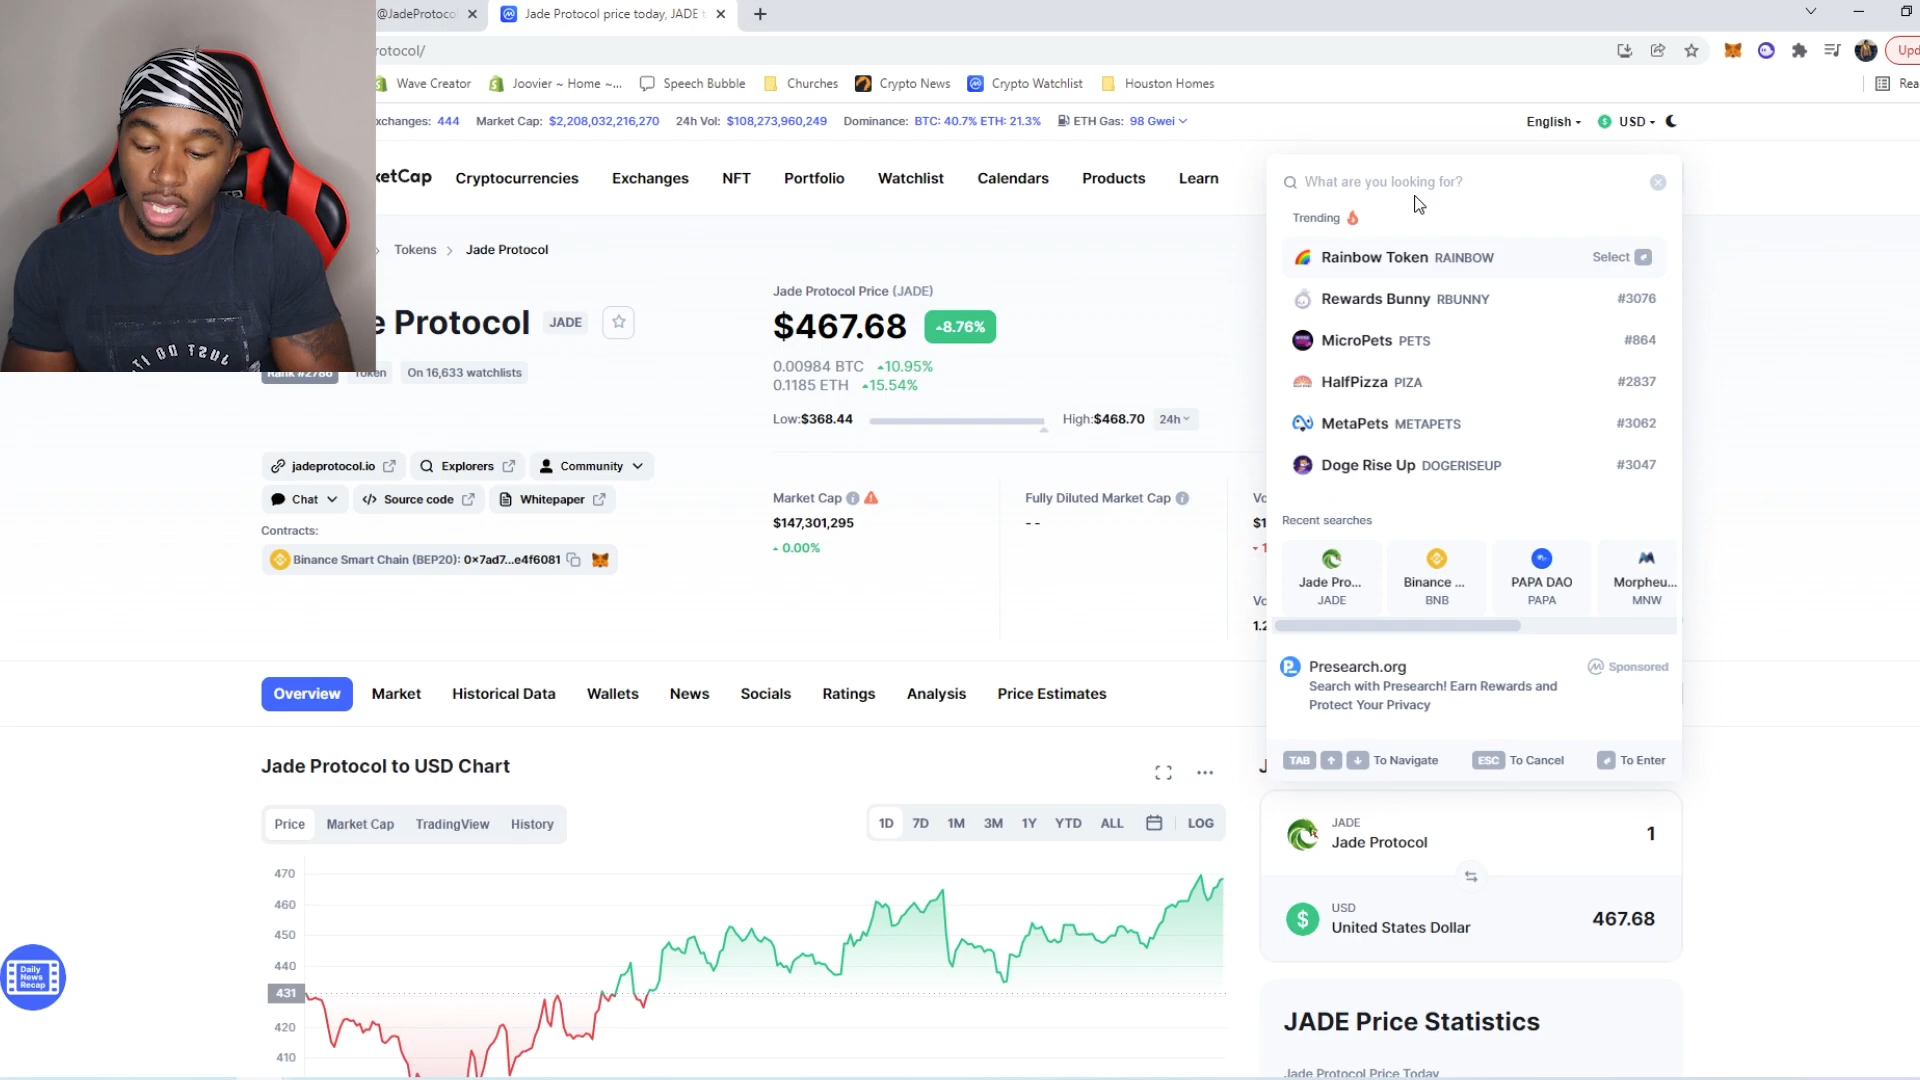 @JadeProtoco
Jade Protocol price today, JADE t
otocol/
Upd
Wave Creator
Joovier ~ Home ~...
Speech Bubble
Churches
Crypto News
Crypto Watchlist
Houston Homes
Rea
xchanges: 444 Market Cap: $2,208,032,216,270 24h Vol: $108,273,960,249 Dominance: BTC: 40.7% ETH: 21.3% ETH Gas: 98 Gwei
English
USD
etCap
Cryptocurrencies
Exchanges
NFT
Portfolio
Watchlist
Calendars
Products
Learn
What are you looking for?
Trending
Rainbow Token RAINBOW Select
Rewards Bunny RBUNNY #3076
MicroPets PETS #864
HalfPizza PIZA #2837
MetaPets METAPETS #3062
Doge Rise Up DOGERISEUP #3047
Recent searches
Jade Pro... JADE
Binance ... BNB
PAPA DAO PAPA
Morpheu... MNW
Presearch.org
Sponsored
Search with Presearch! Earn Rewards and
Protect Your Privacy
TAB To Navigate ESC To Cancel To Enter
Tokens > Jade Protocol
e Protocol JADE
Rank #2786 Token On 16,633 watchlists
Jade Protocol Price (JADE)
$467.68 8.76%
0.00984 BTC 10.95%
0.1185 ETH 15.54%
Low:$368.44 High:$468.70 24h
jadeprotocol.io
Explorers
Community
Chat
Source code
Whitepaper
Contracts:
Binance Smart Chain (BEP20): 0x7ad7...e4f6081
Market Cap
$147,301,295
0.00%
Fully Diluted Market Cap
- -
Vo
$1
Vo
1.2
Overview
Market
Historical Data
Wallets
News
Socials
Ratings
Analysis
Price Estimates
Jade Protocol to USD Chart
Price
Market Cap
TradingView
History
1D
7D
1M
3M
1Y
YTD
ALL
LOG
470
460
450
440
431
420
410
JADE
Jade Protocol
1
USD
United States Dollar
467.68
JADE Price Statistics
Jade Protocol Price Today
Daily
News
Recap